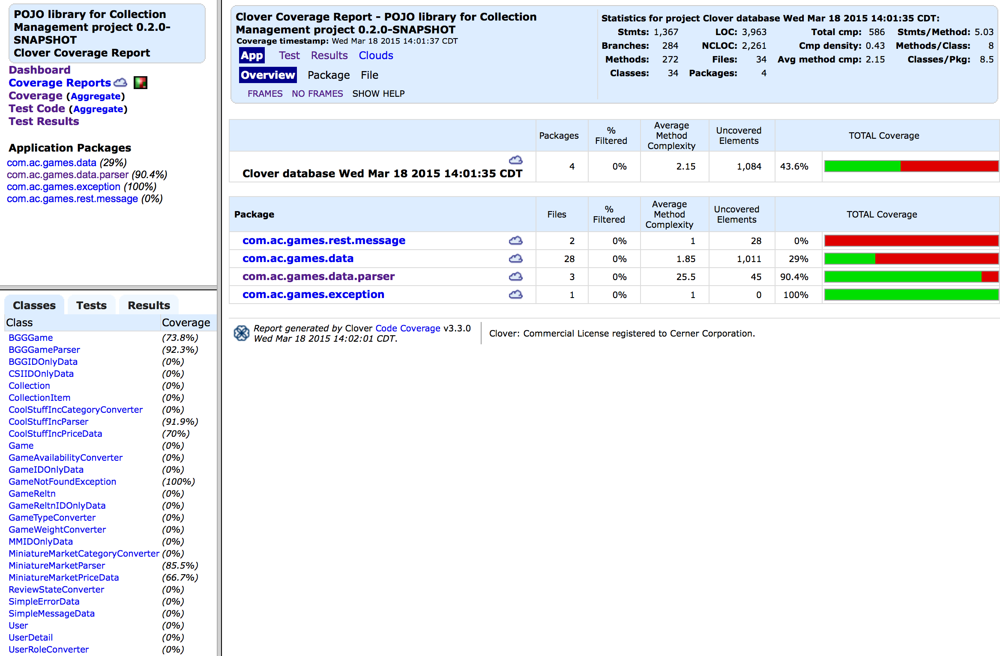 POJO library for Collection
Management project 0.2.0-
SNAPSHOT
Clover Coverage Report
Dashboard
Coverage Reports
Coverage (Aggregate)
Test Code (Aggregate)
Test Results
Application Packages
com.ac.games.data (29%)
com.ac.games.data.parser (90.4%)
com.ac.games.exception (100%)
com.ac.games.rest.message (0%)
Classes Tests Results
Class Coverage
BGGGame (73.8%)
BGGGameParser (92.3%)
BGGIDOnlyData (0%)
CSIIDOnlyData (0%)
Collection (0%)
CollectionItem (0%)
CoolStuffIncCategoryConverter (0%)
CoolStuffIncParser (91.9%)
CoolStuffIncPriceData (70%)
Game (0%)
GameAvailabilityConverter (0%)
GameIDOnlyData (0%)
GameNotFoundException (100%)
GameReltn (0%)
GameReltnIDOnlyData (0%)
GameTypeConverter (0%)
GameWeightConverter (0%)
MMIDOnlyData (0%)
MiniatureMarketCategoryConverter (0%)
MiniatureMarketParser (85.5%)
MiniatureMarketPriceData (66.7%)
ReviewStateConverter (0%)
SimpleErrorData (0%)
SimpleMessageData (0%)
User (0%)
UserDetail (0%)
UserRoleConverter (0%)
Clover Coverage Report - POJO library for Collection
Management project 0.2.0-SNAPSHOT
Coverage timestamp: Wed Mar 18 2015 14:01:37 CDT
App Test Results Clouds
Overview Package File
FRAMES NO FRAMES SHOW HELP
Statistics for project Clover database Wed Mar 18 2015 14:01:35 CDT:
Stmts: 1,367 LOC: 3,963 Total cmp: 586 Stmts/Method: 5.03
Branches: 284 NCLOC: 2,261 Cmp density: 0.43 Methods/Class: 8
Methods: 272 Files: 34 Avg method cmp: 2.15 Classes/Pkg: 8.5
Classes: 34 Packages: 4
Packages
%
Filtered
Average
Method
Complexity
Uncovered
Elements
TOTAL Coverage
Clover database Wed Mar 18 2015 14:01:35 CDT 4 0% 2.15 1,084 43.6%
Package
Files
%
Filtered
Average
Method
Complexity
Uncovered
Elements
TOTAL Coverage
com.ac.games.rest.message 2 0% 1 28 0%
com.ac.games.data 28 0% 1.85 1,011 29%
com.ac.games.data.parser 3 0% 25.5 45 90.4%
com.ac.games.exception 1 0% 1 0 100%
Report generated by Clover Code Coverage v3.3.0
Wed Mar 18 2015 14:02:01 CDT.
Clover: Commercial License registered to Cerner Corporation.